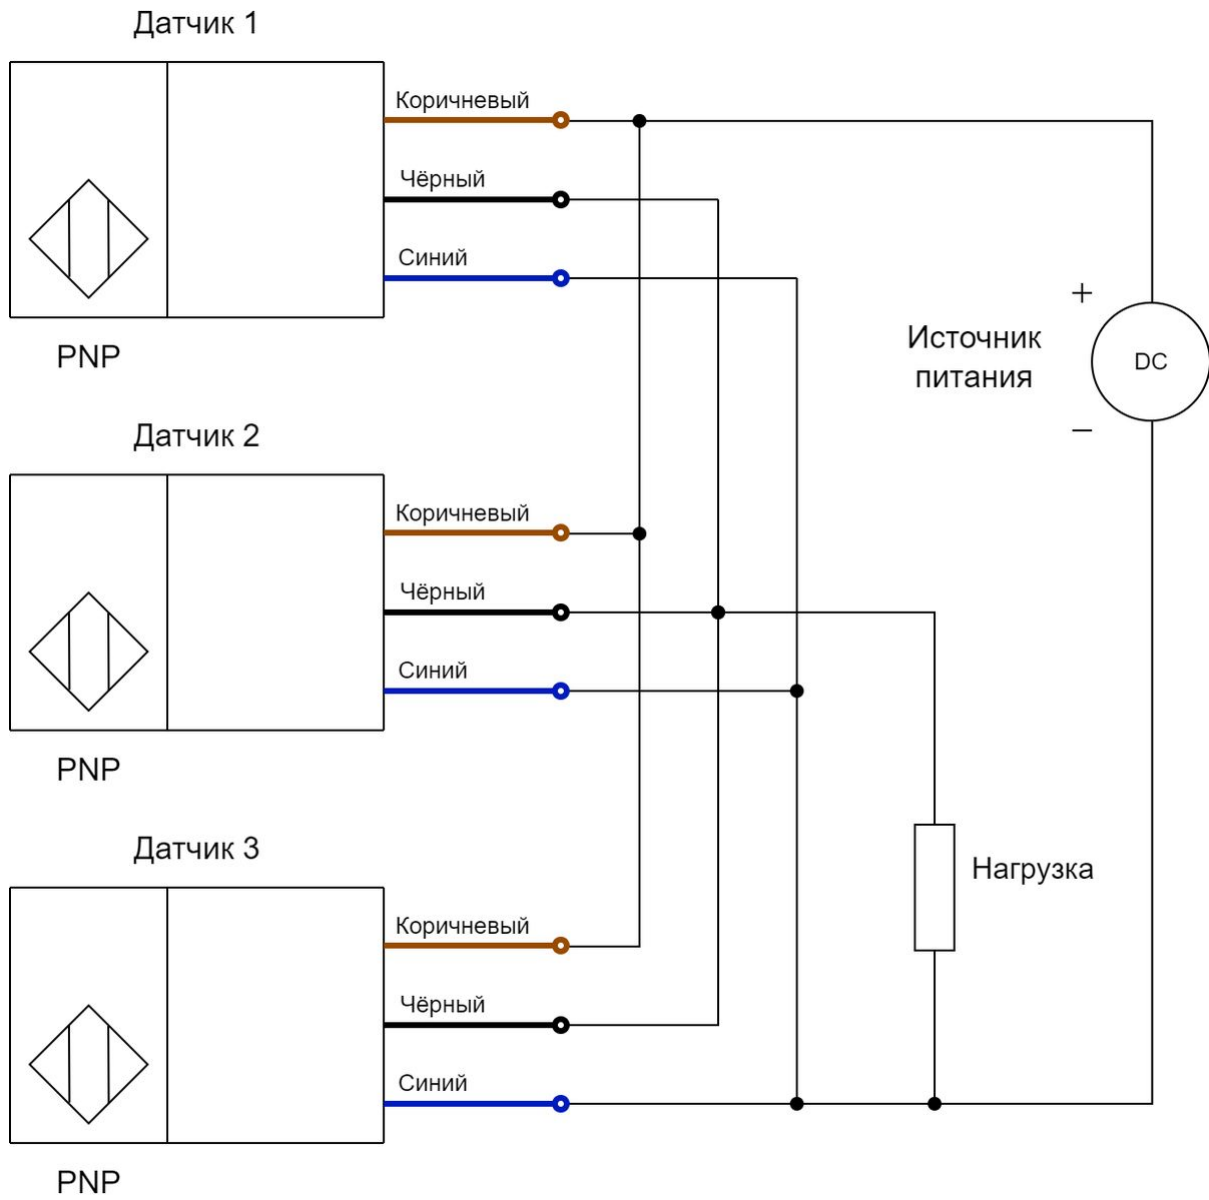 Датчик 1
Коричневый
Чёрный
Синий
PNP
+
Источник
питания
DC
–
Датчик 2
Коричневый
Чёрный
Синий
PNP
Датчик 3
Нагрузка
Коричневый
Чёрный
Синий
PNP